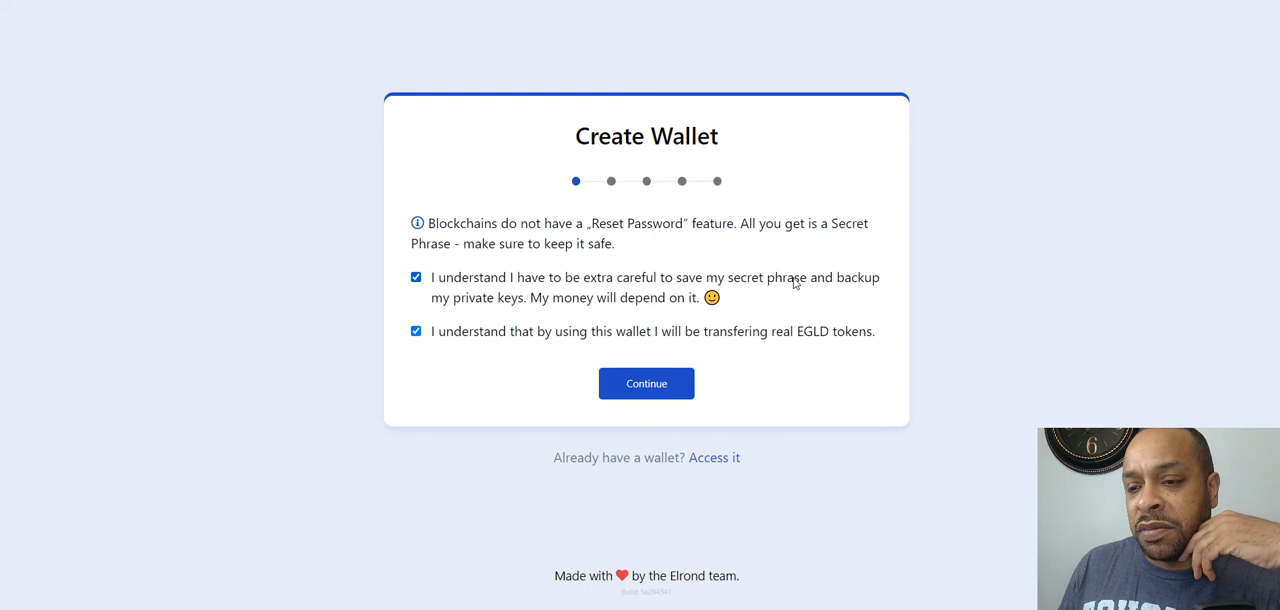 Create Wallet
Blockchains do not have a „Reset Password” feature. All you get is a Secret
Phrase - make sure to keep it safe.
I understand I have to be extra careful to save my secret phrase and backup
my private keys. My money will depend on it. 🙂
I understand that by using this wallet I will be transfering real EGLD tokens.
Continue
Already have a wallet? Access it
6
Made with ❤ by the Elrond team.